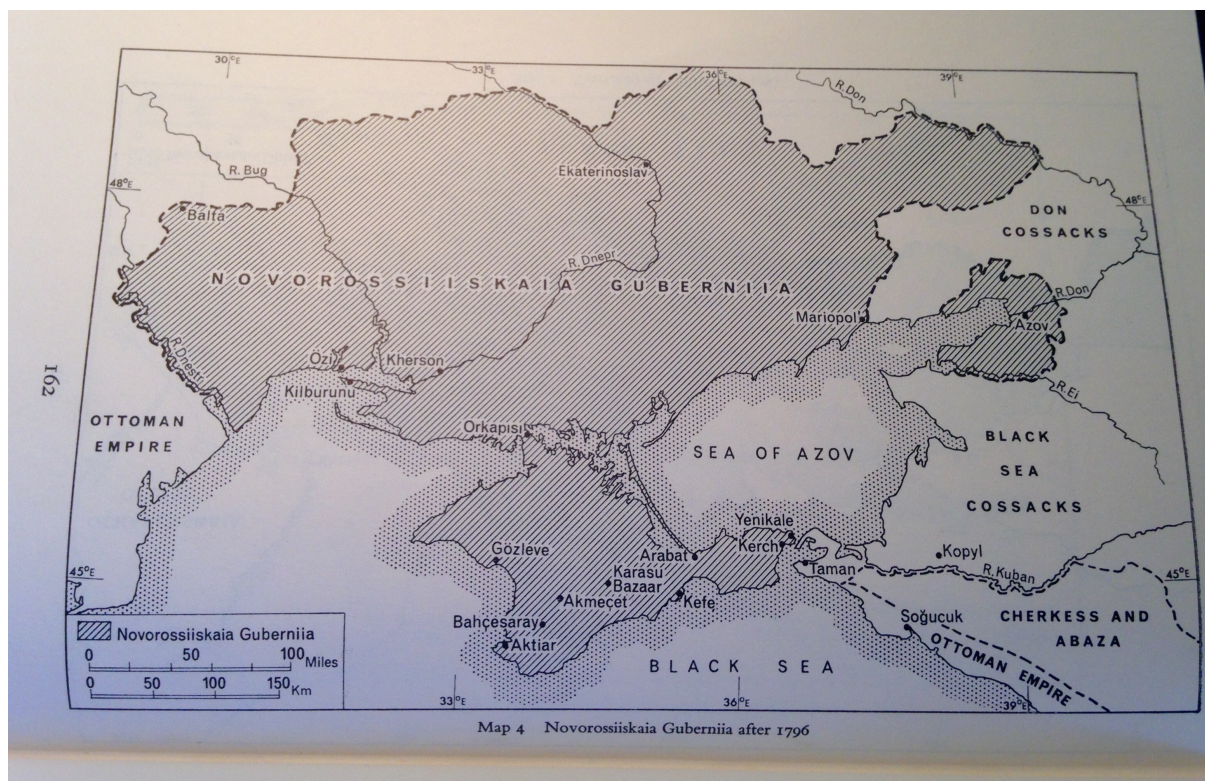 30°E
33°E
36°E
39°E
R. Don
R. Bug
Ekaterinoslav
48°E
48°E
Balta
DON
COSSACKS
R. Dnepr
NOVOROSSIISKAIA GUBERNIIA
R. Don
Mariopol
Azov
R. Dnestr
Özi
Kherson
Kilburunu
R. Ei
162
OTTOMAN
EMPIRE
Orkapısı
SEA OF AZOV
BLACK
SEA
COSSACKS
Yenikale
Gözleve
Arabat
Kerch
Kopyl
45°E
Karasu
Bazaar
Taman
R. Kuban
45°E
Akmeçet
Kefe
Soğucuk
CHERKESS AND
ABAZA
Bahçesaray
Aktiar
OTTOMAN EMPIRE
Novorossiiskaia Guberniia
0 50 100 Miles
0 50 100 150 Km
BLACK SEA
33°E
36°E
39°E
Map 4 Novorossiiskaia Guberniia after 1796